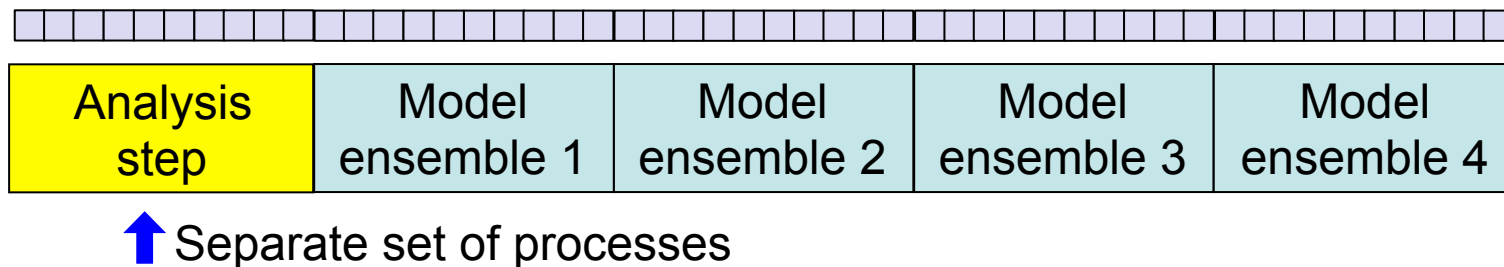 Analysis
step
Model
ensemble 1
Model
ensemble 2
Model
ensemble 3
Model
ensemble 4
Separate set of processes